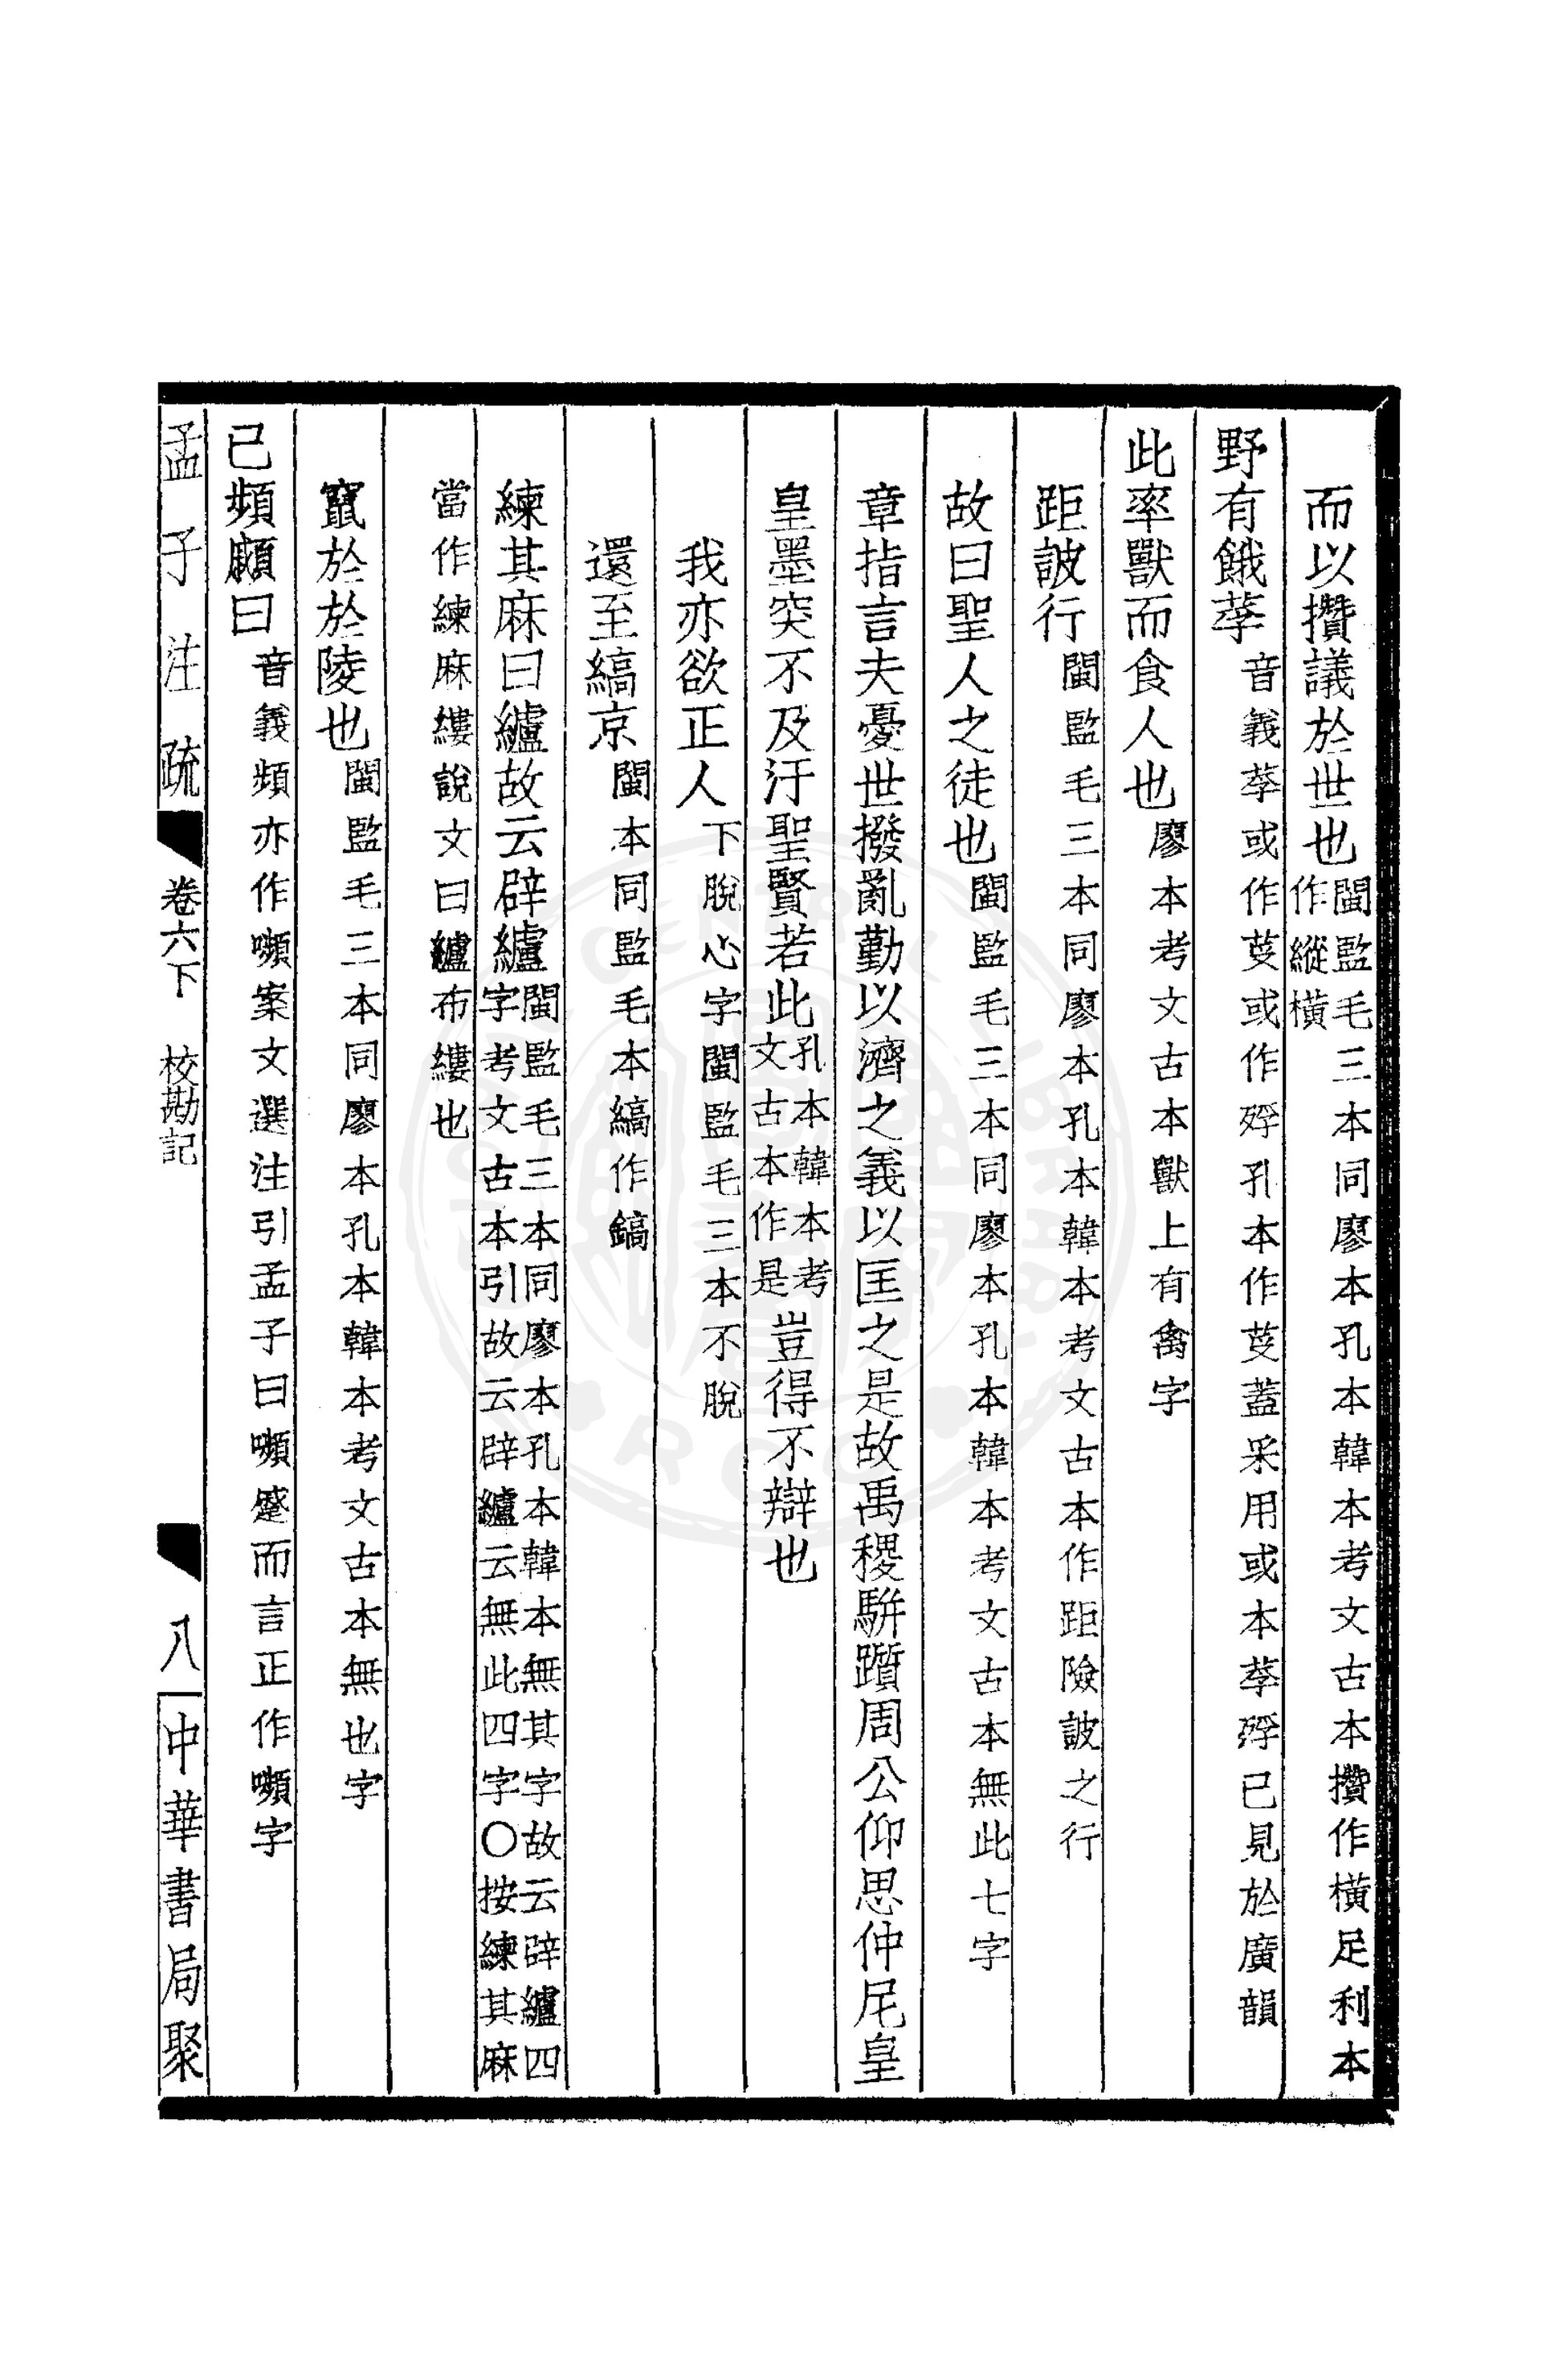 而以攢議於世也閩監毛三本同廖本孔本韓本考文古本攢作橫足利本作縱橫
野有餓莩音義莩或作芰或作殍孔本作芰蓋采用或本莩殍已見於廣韻
此率獸而食人也廖本考文古本獸上有禽字
距詖行閩監毛三本同廖本孔本韓本考文古本作距險詖之行
故曰聖人之徒也閩監毛三本同廖本孔本韓本考文古本無此七字
章指言夫憂世撥亂勤以濟之義以匡之是故禹稷駢躓周公仰思仲尼皇
皇墨突不及汙聖賢若此孔本韓本考文古本作是豈得不辯也
我亦欲正人下脫心字閩監毛三本不脫
還至縞京閩本同監毛本縞作鎬
練其麻曰纑故云辟纑閩監毛三本同廖本孔本韓本無其字故云辟纑四字考文古本引故云辟纑云無此四字〇按練其麻
當作練麻縷說文曰纑布縷也
竄於於陵也閩監毛三本同廖本孔本韓本考文古本無也字
己頻顣曰音義頻亦作嚬案文選注引孟子曰嚬蹙而言正作嚬字
孟子注疏 卷六下 校勘記 八 中華書局聚
CENTRAL LIBRARY
R O C